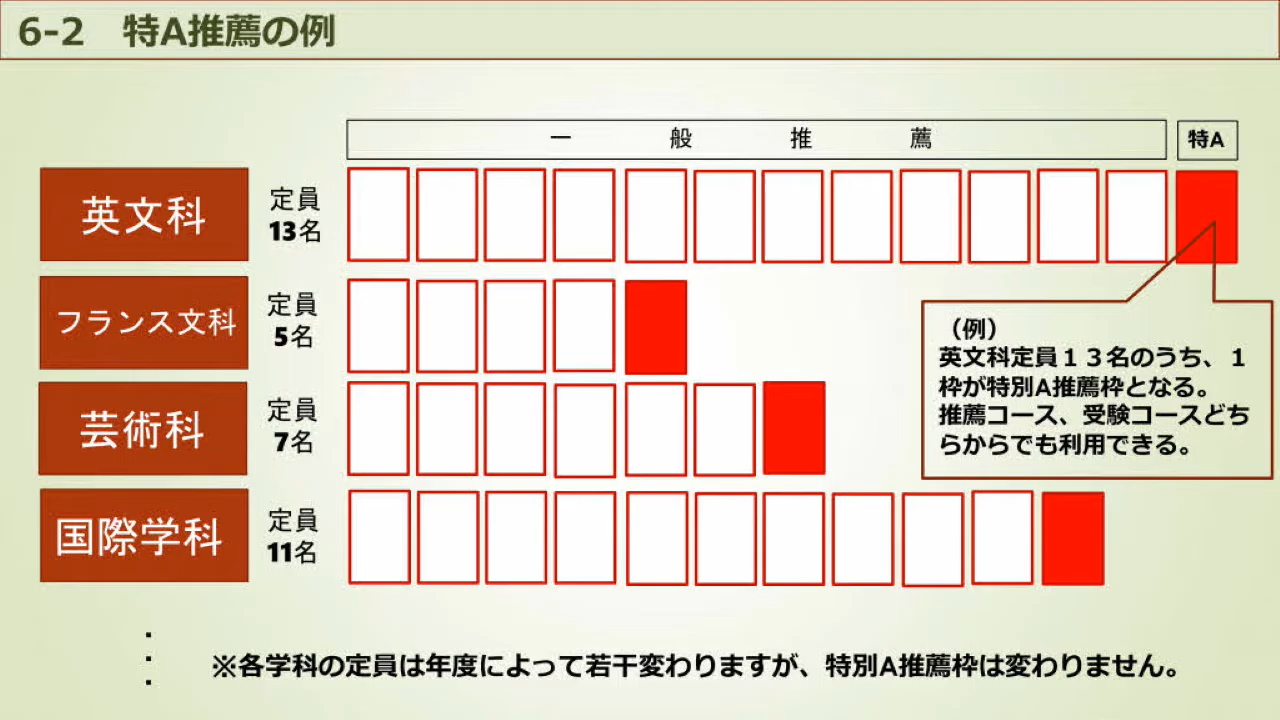 6-2　特A推薦の例
一　般　推　薦
特A
英文科
定員
13名
フランス文科
定員
5名
（例）
英文科定員１３名のうち、１
枠が特別A推薦枠となる。
推薦コース、受験コースどち
らからでも利用できる。
芸術科
定員
7名
国際学科
定員
11名
※各学科の定員は年度によって若干変わりますが、特別A推薦枠は変わりません。